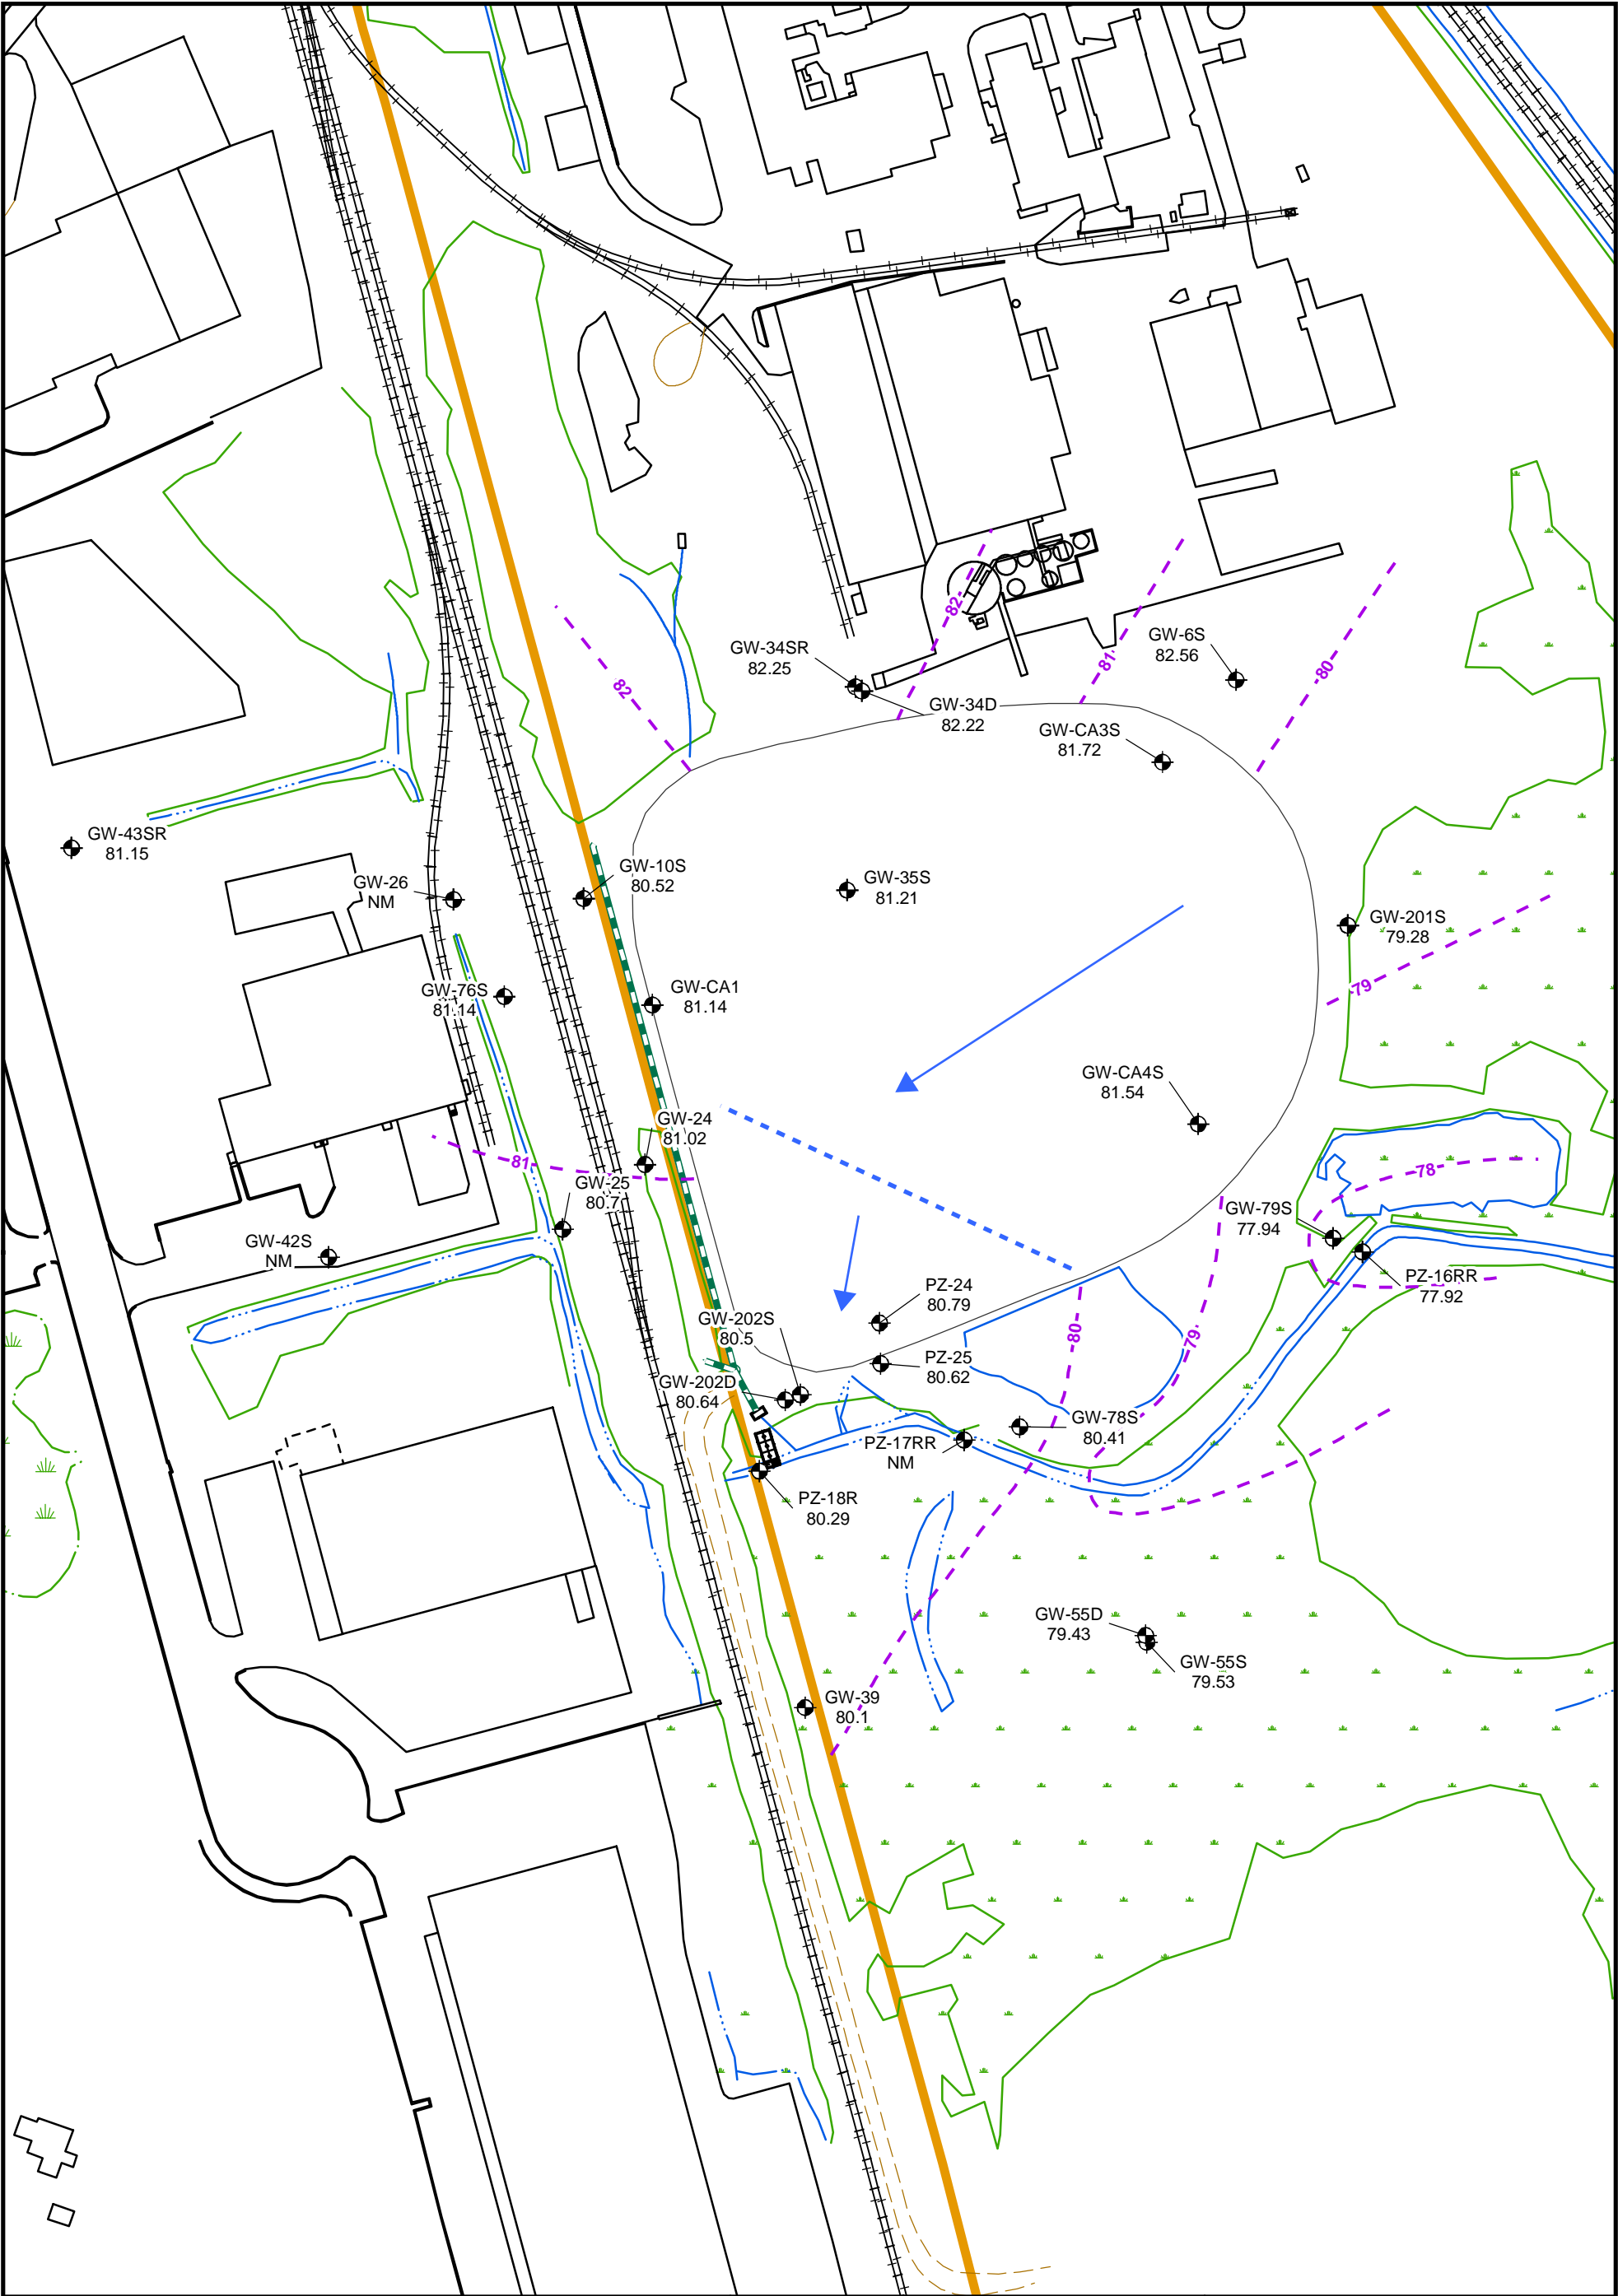 82
GW-34SR
82.25
82
GW-34D
82.22
81
GW-6S
82.56
80
GW-CA3S
81.72
GW-43SR
81.15
GW-26
NM
GW-10S
80.52
GW-35S
81.21
GW-201S
79.28
79
GW-76S
81.14
GW-CA1
81.14
GW-CA4S
81.54
GW-24
81.02
81
GW-25
80.7
78
GW-79S
77.94
GW-42S
NM
PZ-16RR
77.92
PZ-24
80.79
GW-202S
80.5
80
79
PZ-25
80.62
GW-202D
80.64
GW-78S
80.41
PZ-17RR
NM
PZ-18R
80.29
GW-55D
79.43
GW-55S
79.53
GW-39
80.1